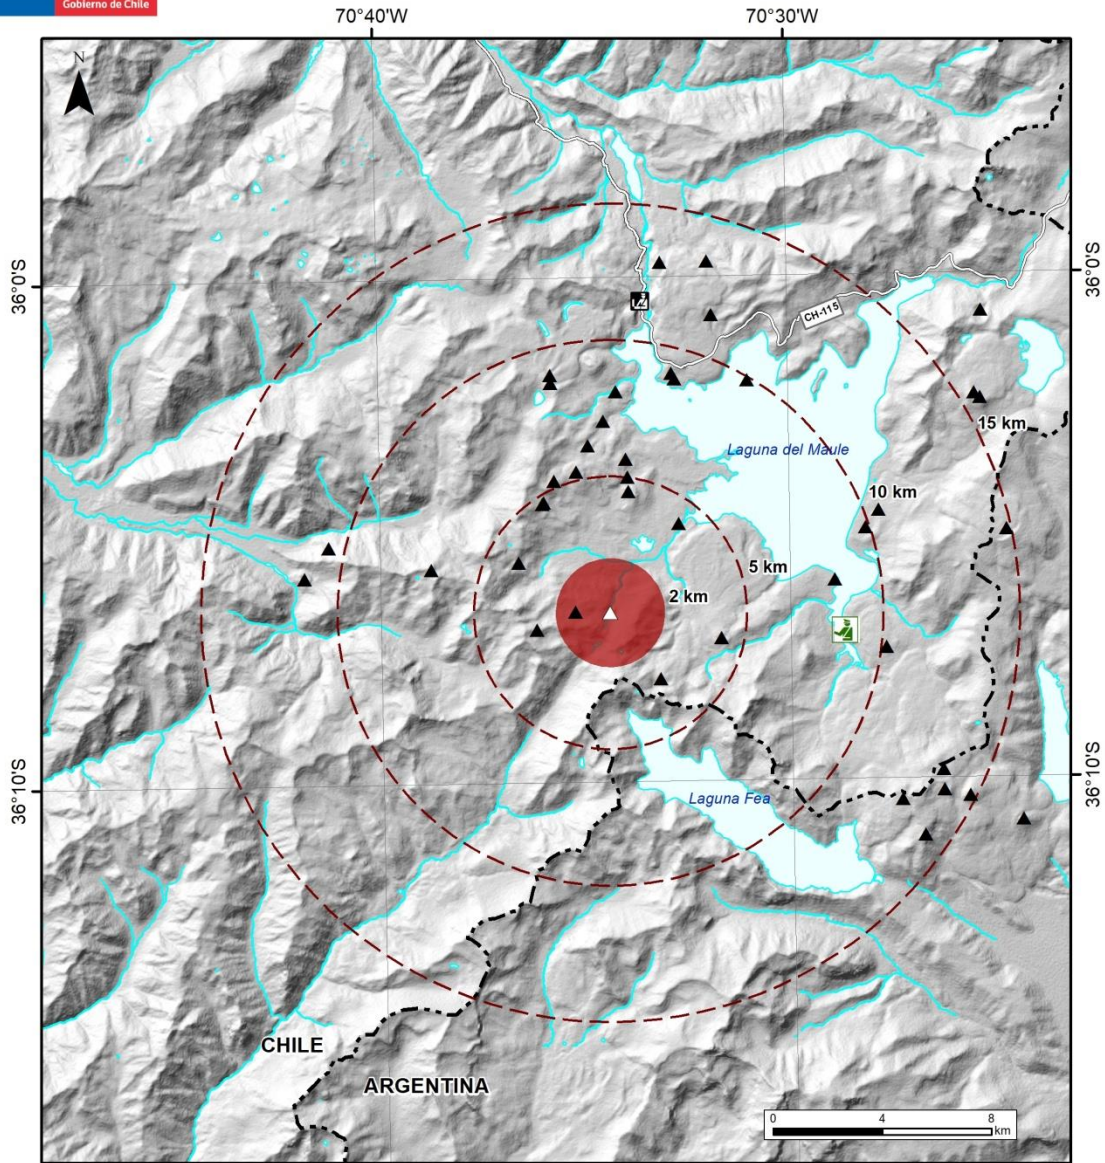 Gobierno de Chile
70°40'W
70°30'W
N
36°0'S
36°0'S
CH-115
15 km
Laguna del Maule
10 km
5 km
2 km
36°10'S
36°10'S
Laguna Fea
CHILE
ARGENTINA
0
4
8
km